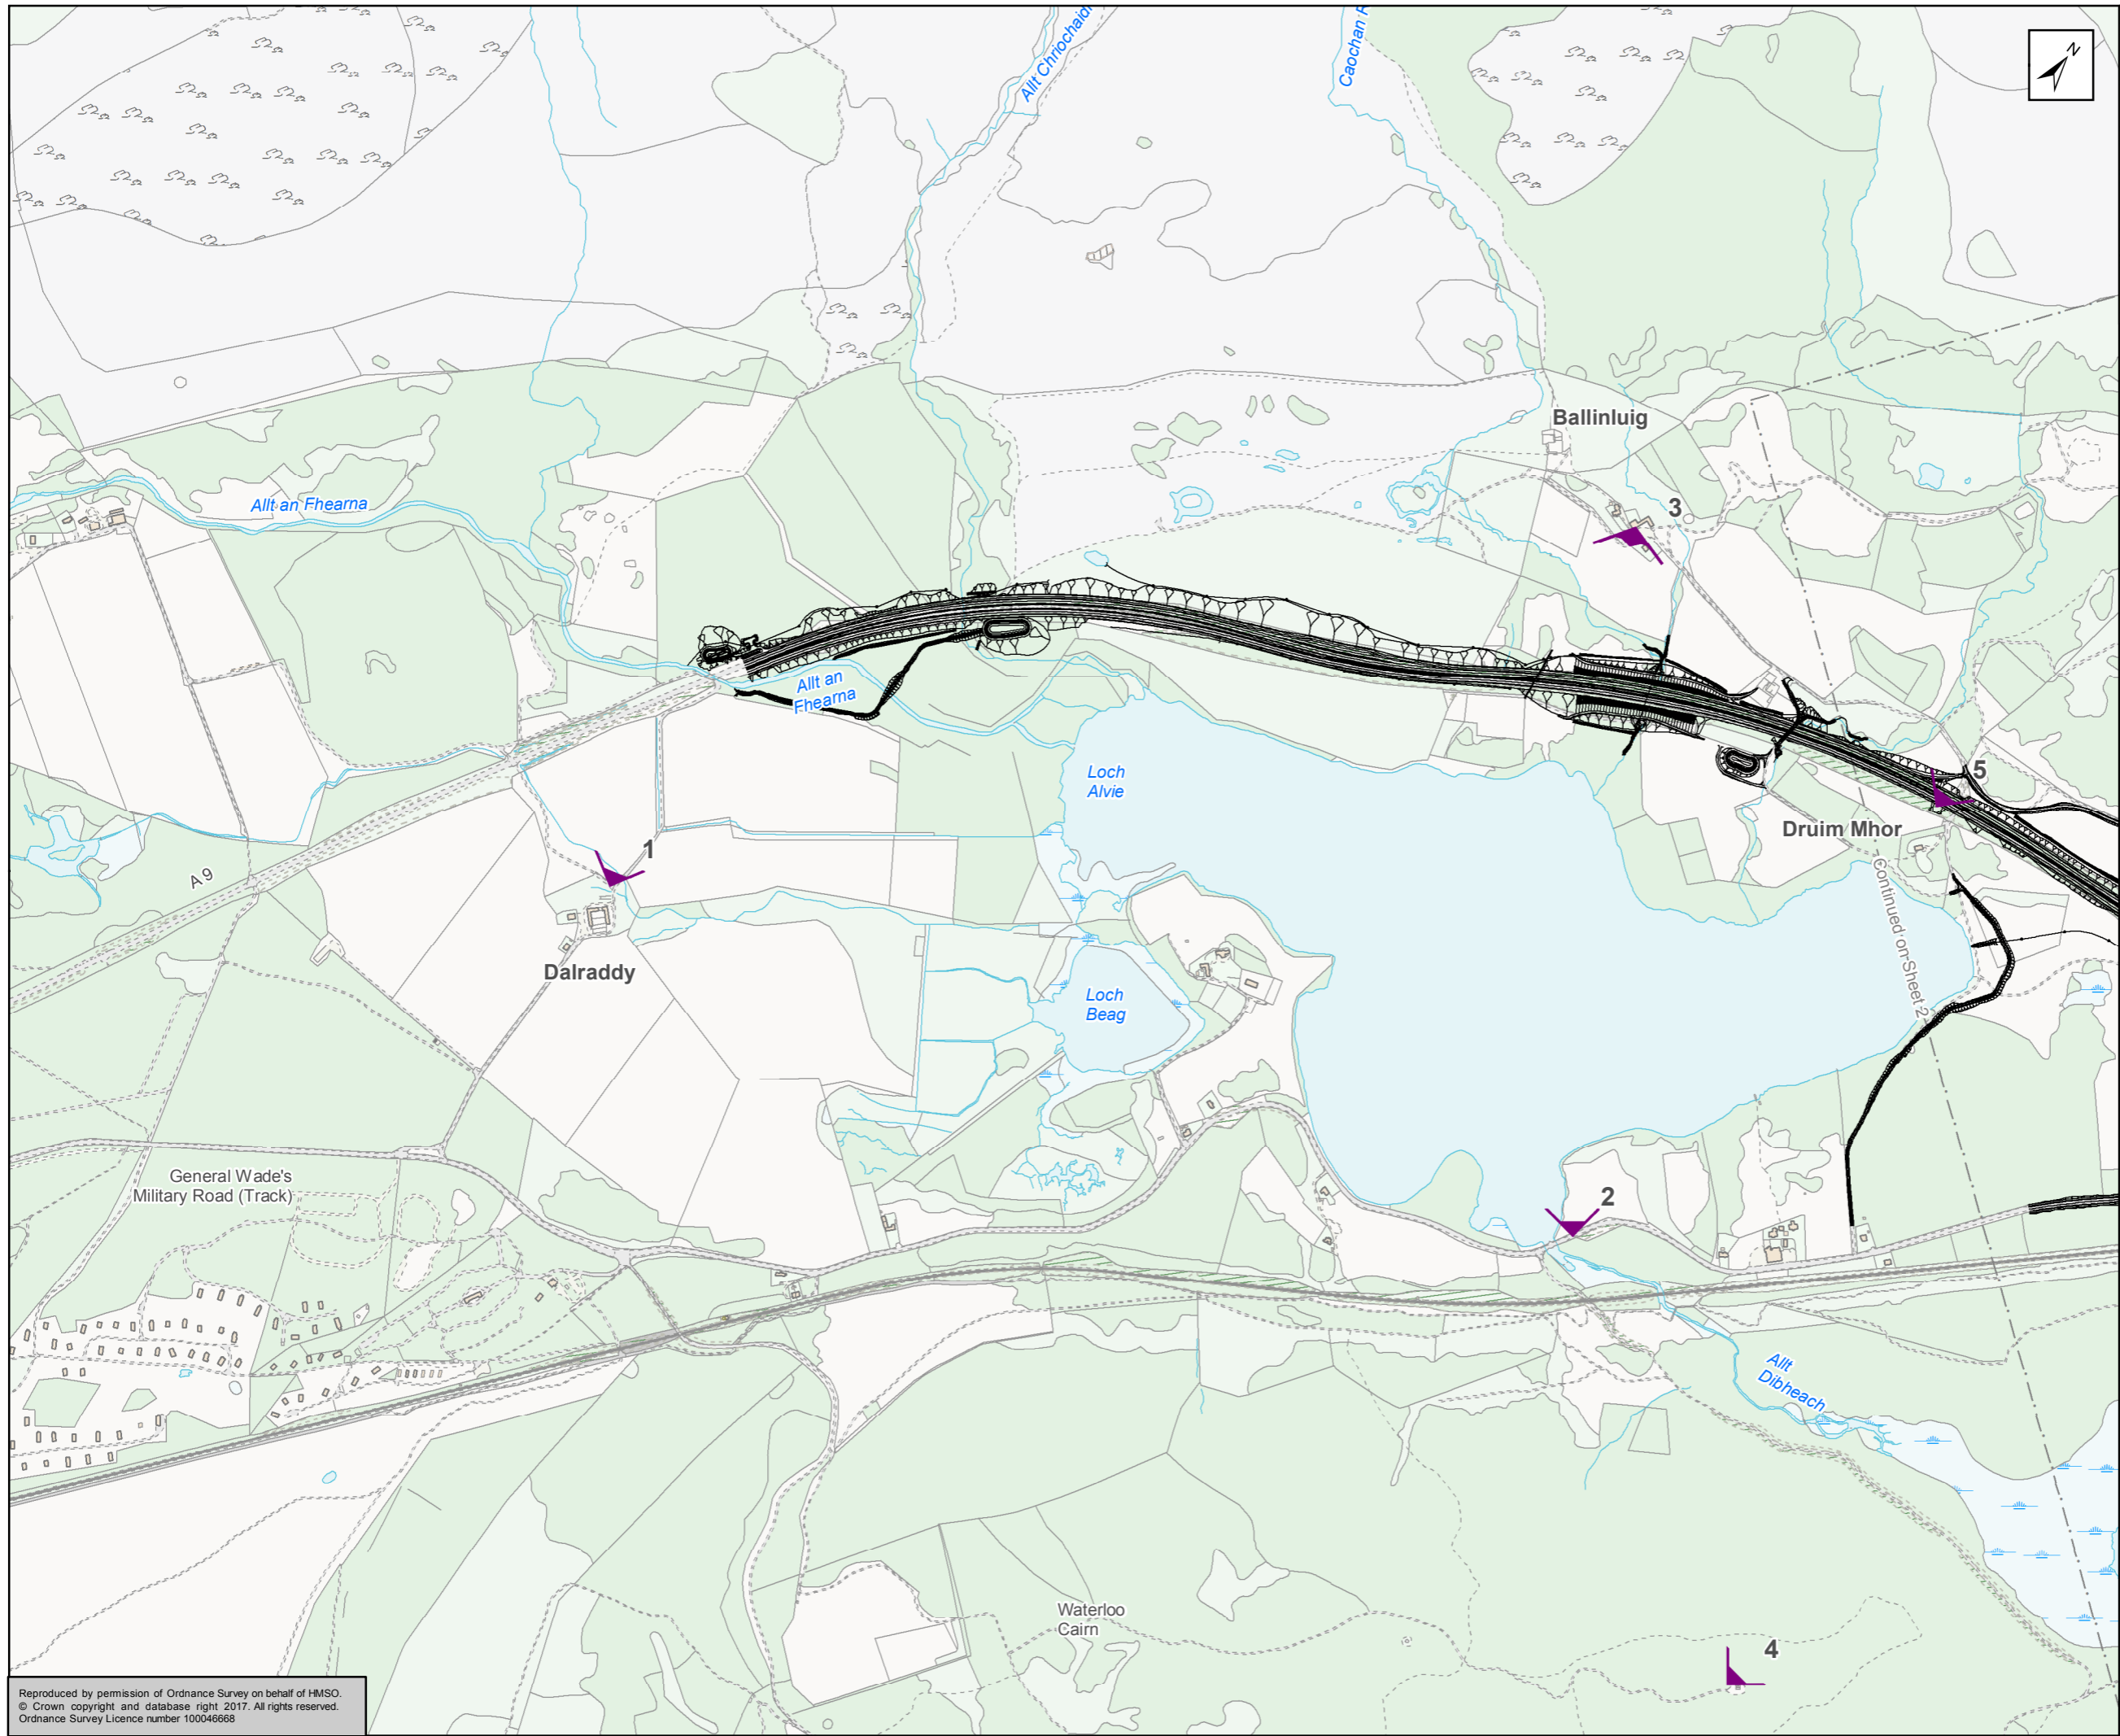 Allt Chriochaidh
Caochan
N
Ballinluig
Allt an Fhearna
3
Allt an
Fhearna
Loch
Alvie
5
Druim Mhor
1
A 9
Continued on Sheet 2
Dalraddy
Loch
Beag
General Wade's
Military Road (Track)
2
Allt
Dibheach
Waterloo
Cairn
4
Reproduced by permission of Ordnance Survey on behalf of HMSO.
© Crown copyright and database right 2017. All rights reserved.
Ordnance Survey Licence number 100046668